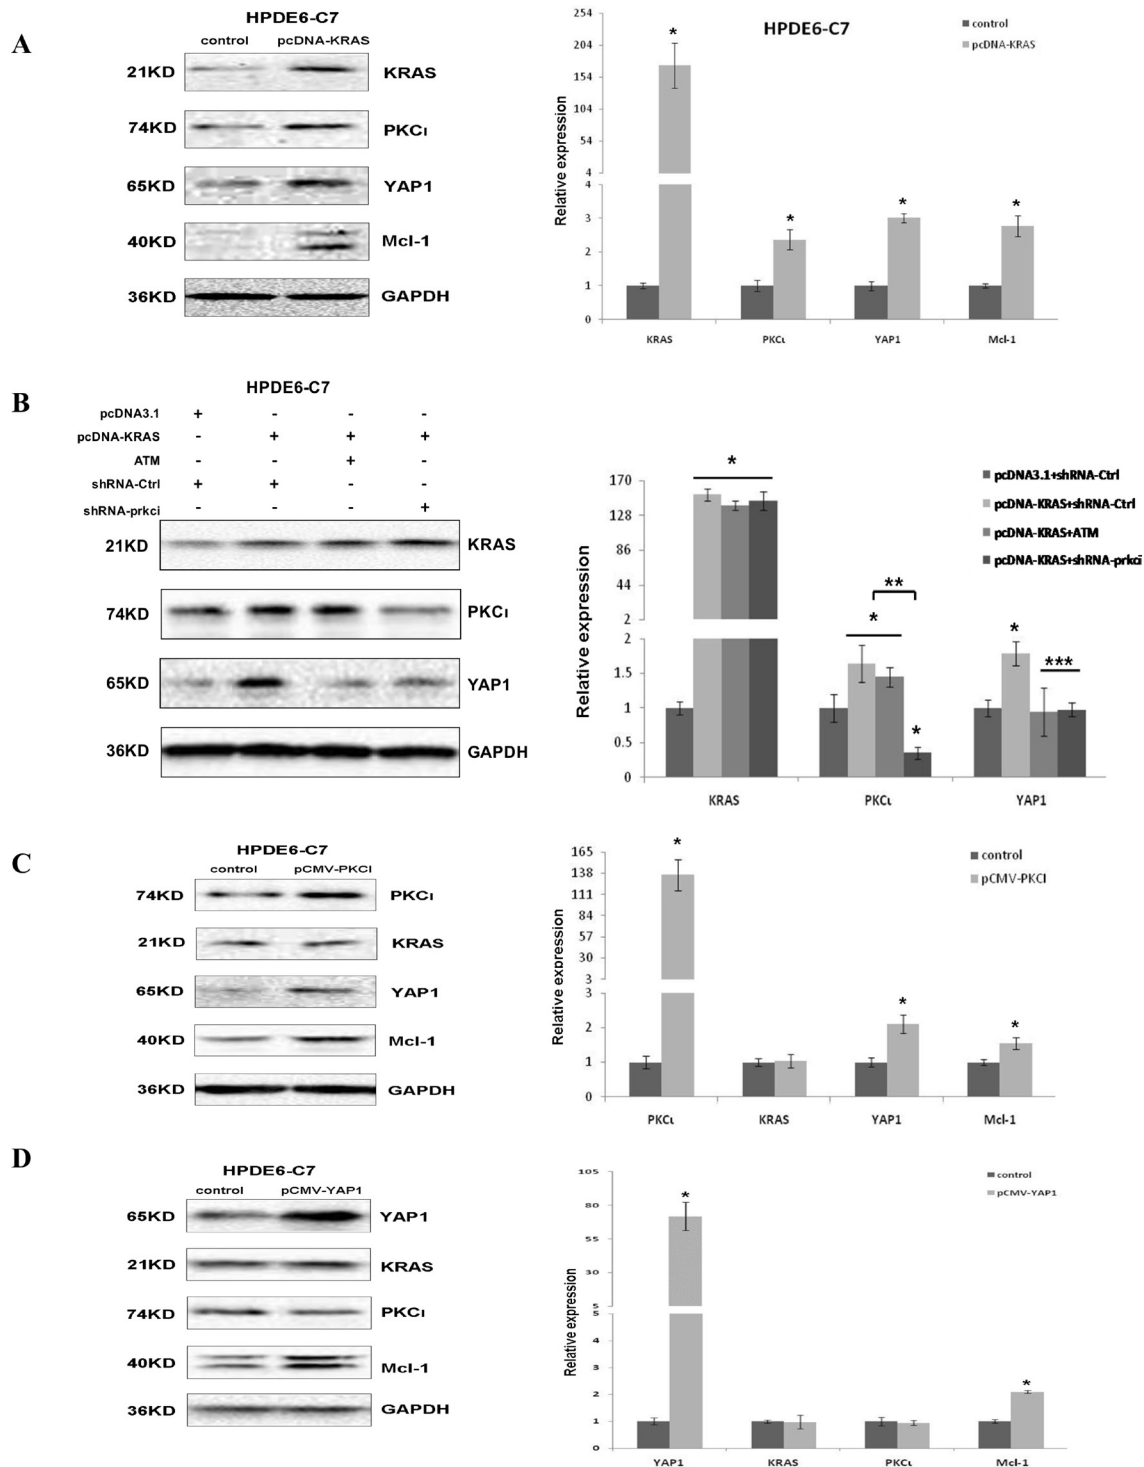 A
HPDE6-C7
control pcDNA-KRAS
21KD KRAS
74KD PKCι
65KD YAP1
40KD Mcl-1
36KD GAPDH
HPDE6-C7
control
pcDNA-KRAS
Relative expression
254
204
154
104
54
4
4
3
2
1
0
KRAS PKCι YAP1 Mcl-1
* * * *
B
HPDE6-C7
pcDNA3.1 + - - -
pcDNA-KRAS - + + +
ATM - - + -
shRNA-Ctrl + + - -
shRNA-prkci - - - +
21KD KRAS
74KD PKCι
65KD YAP1
36KD GAPDH
pcDNA3.1+shRNA-Ctrl
pcDNA-KRAS+shRNA-Ctrl
pcDNA-KRAS+ATM
pcDNA-KRAS+shRNA-prkci
Relative expression
170
128
86
44
2
2
1.5
1
0.5
0
* ** * * * ***
KRAS PKCι YAP1
C
HPDE6-C7
control pCMV-PKCI
74KD PKCι
21KD KRAS
65KD YAP1
40KD Mcl-1
36KD GAPDH
control
pCMV-PKCI
Relative expression
165
138
111
84
57
30
3
3
2
1
0
* * *
PKCι KRAS YAP1 Mcl-1
D
HPDE6-C7
control pCMV-YAP1
65KD YAP1
21KD KRAS
74KD PKCι
40KD Mcl-1
36KD GAPDH
control
pCMV-YAP1
Relative expression
105
80
55
30
5
5
4
3
2
1
0
* *
YAP1 KRAS PKCι Mcl-1